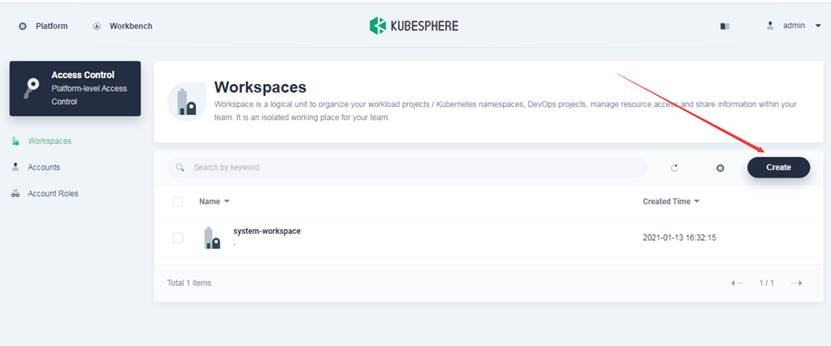 Platform
Workbench
KUBESPHERE
admin
Access Control
Platform-level Access
Control
Workspaces
Accounts
Account Roles
Workspaces
Workspace is a logical unit to organize your workload projects / Kubernetes namespaces, DevOps projects, manage resource access and share information within your
team. It is an isolated working place for your team.
Search by keyword
Create
Name
Created Time
system-workspace
-
2021-01-13 16:32:15
Total 1 items
1 / 1